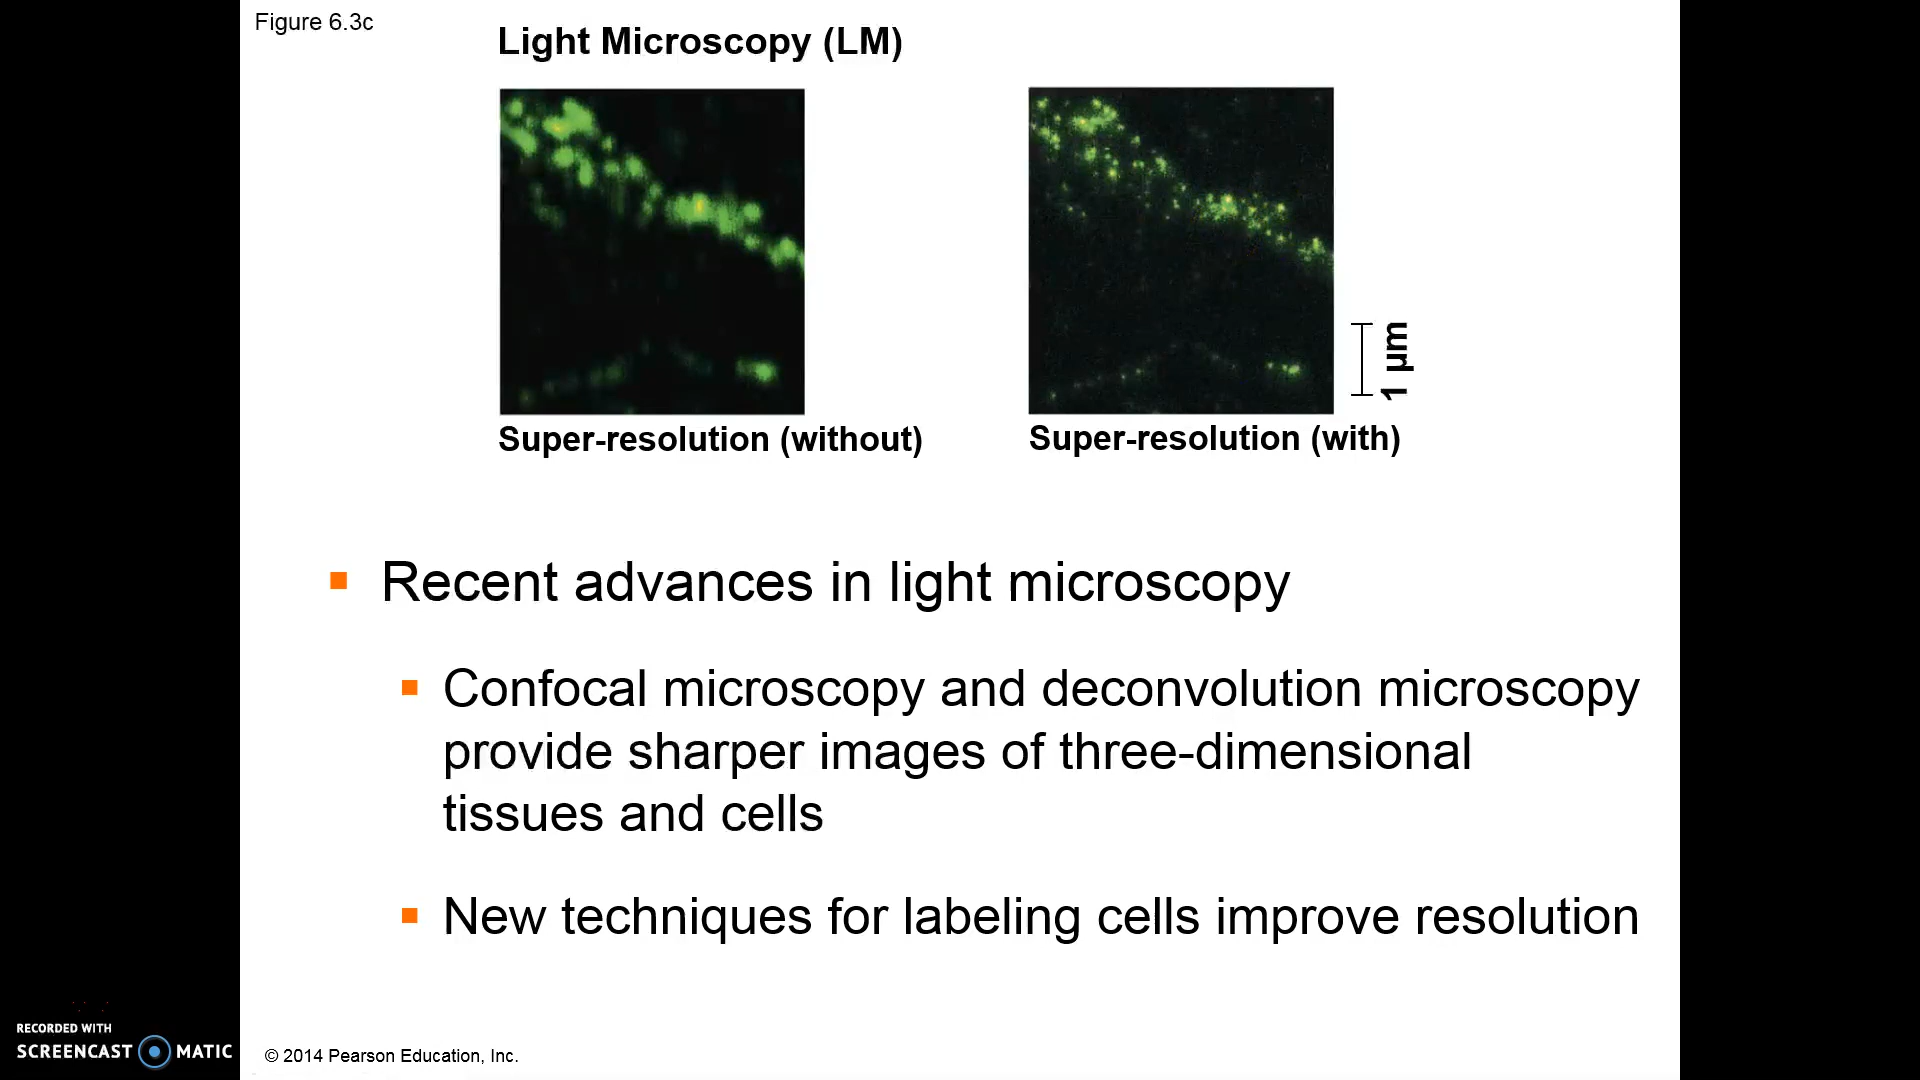 Figure 6.3c
Light Microscopy (LM)
1 µm
Super-resolution (without)
Super-resolution (with)
Recent advances in light microscopy
Confocal microscopy and deconvolution microscopy
provide sharper images of three-dimensional
tissues and cells
New techniques for labeling cells improve resolution
RECORDED WITH
SCREENCAST MATIC
© 2014 Pearson Education, Inc.